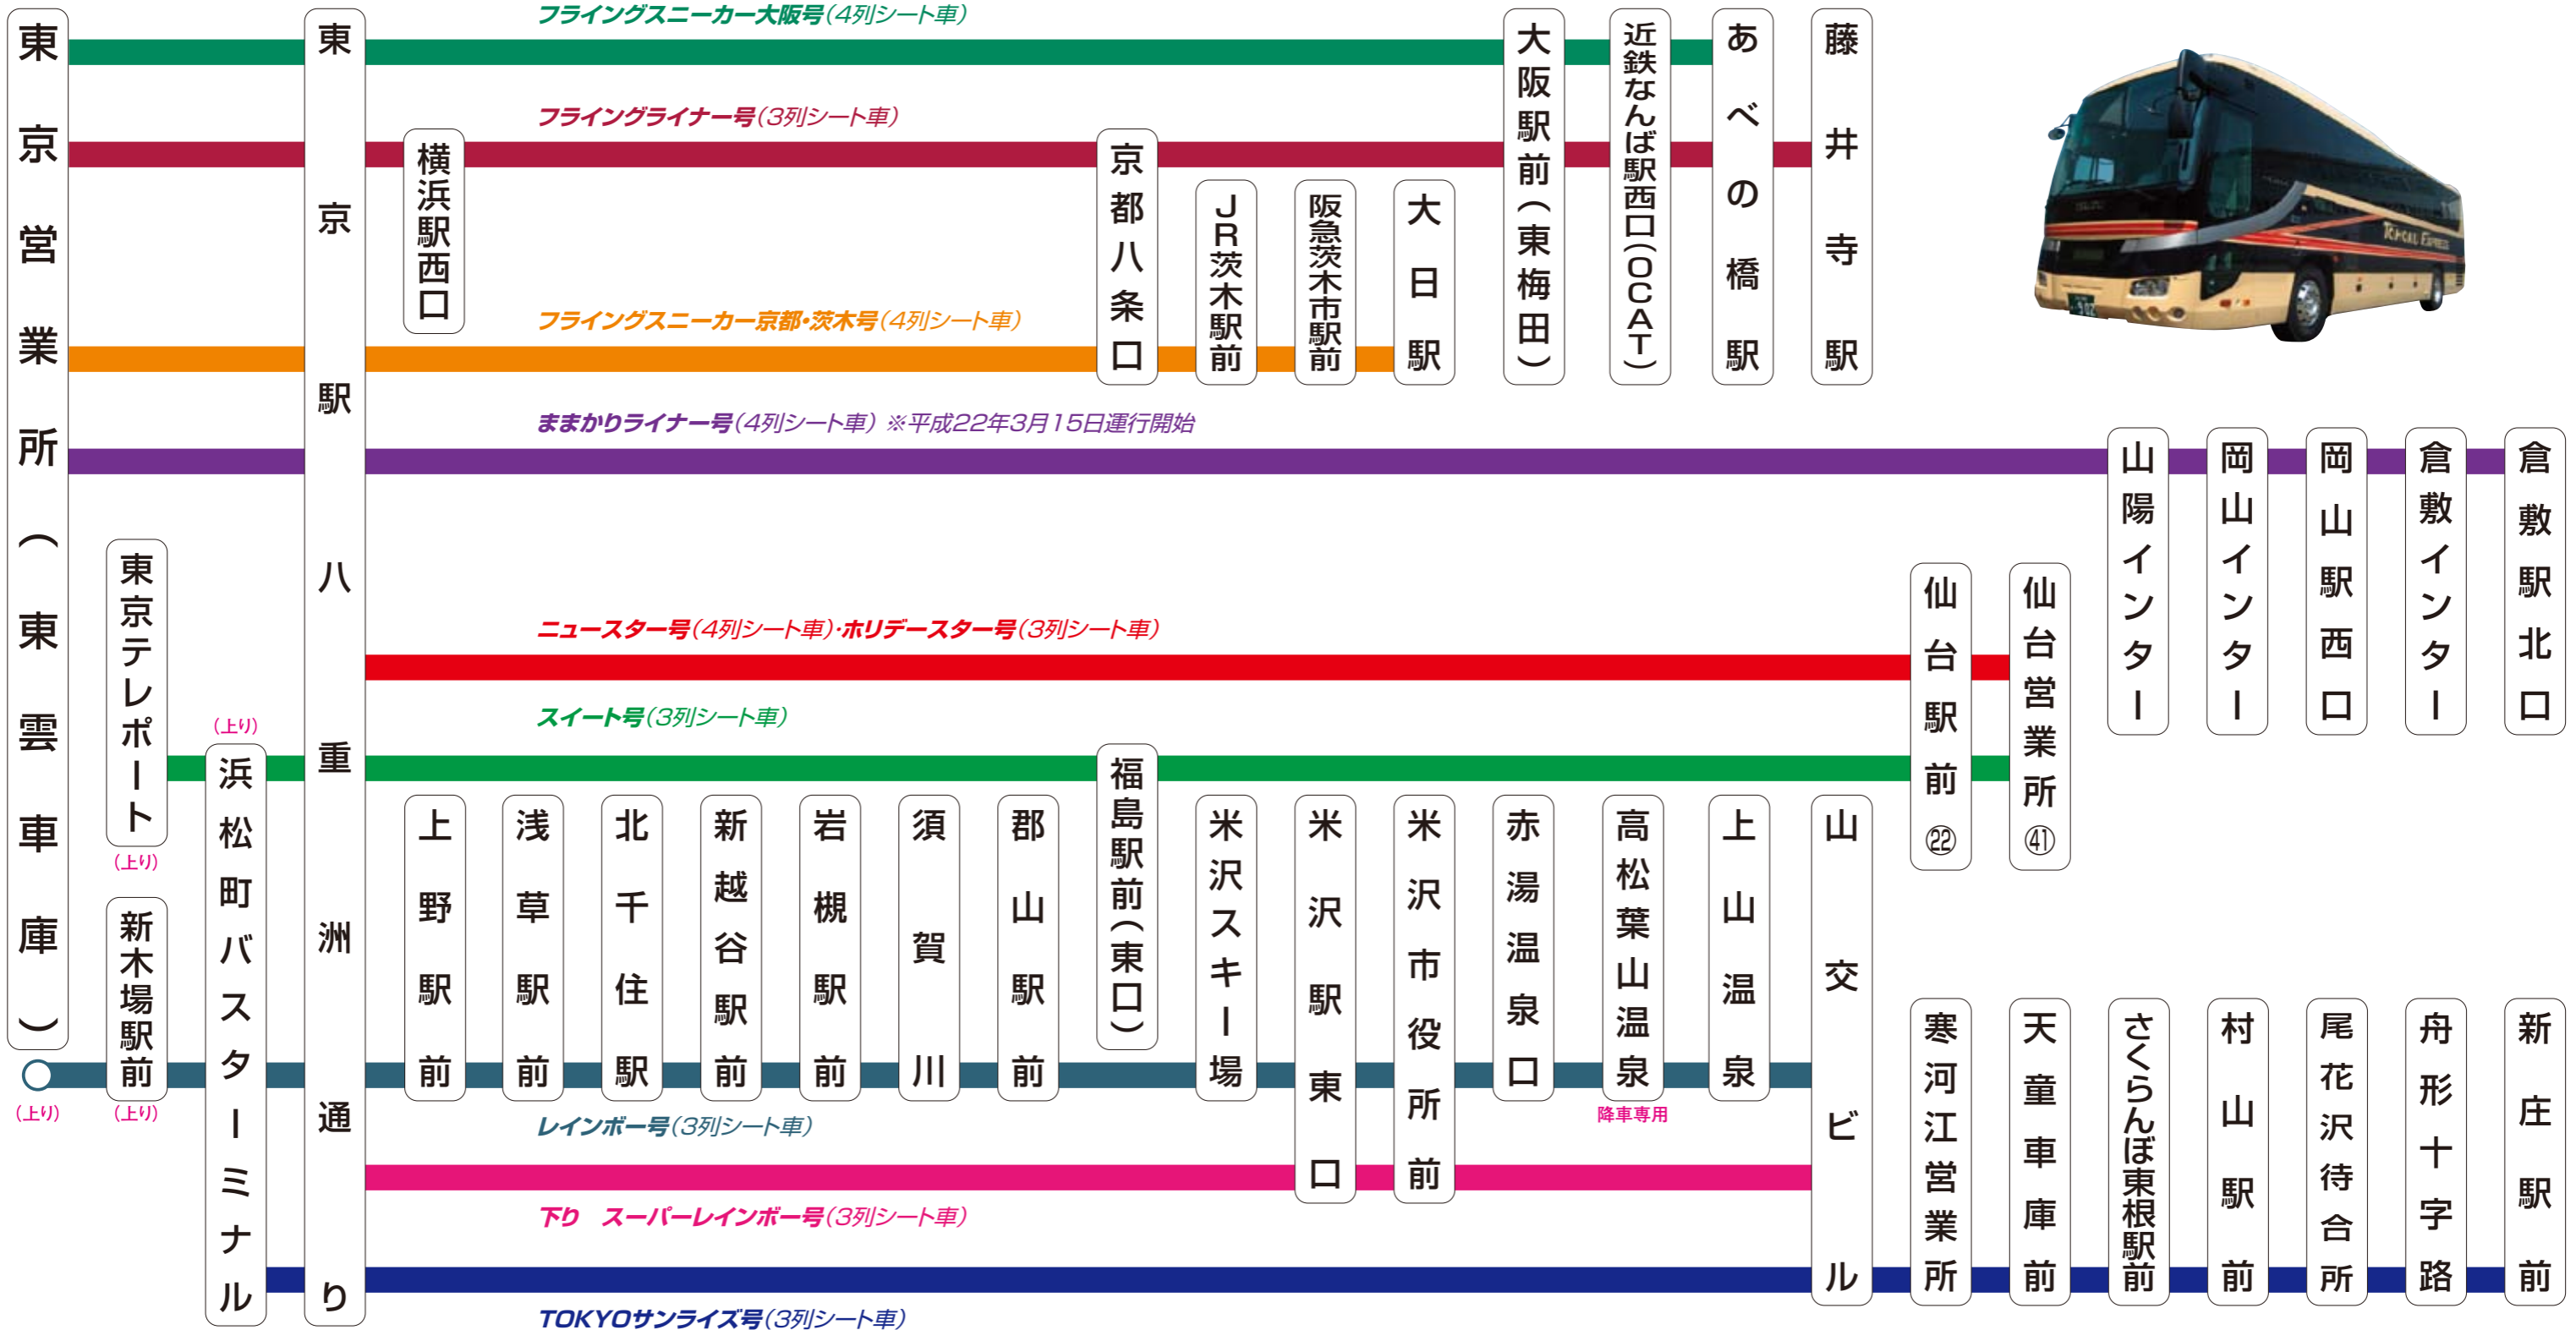 フライングスニーカー大阪号(4列シート車)
フライングライナー号(3列シート車)
フライングスニーカー京都・茨木号(4列シート車)
ままかりライナー号(4列シート車) ※平成22年3月15日運行開始
ニュースター号(4列シート車)・ホリデースター号(3列シート車)
スイート号(3列シート車)
レインボー号(3列シート車)
下り スーパーレインボー号(3列シート車)
TOKYOサンライズ号(3列シート車)
東京営業所(東雲車庫)
(上り)
東京テレポート
(上り)
新木場駅前
(上り)
(上り)
浜松町バスターミナル
東京駅八重洲通り
横浜駅西口
京都八条口
JR茨木駅前
阪急茨木市駅前
大日駅
大阪駅前(東梅田)
近鉄なんば駅西口(OCAT)
あべの橋駅
藤井寺駅
山陽インター
岡山インター
岡山駅西口
倉敷インター
倉敷駅北口
仙台駅前㉒
仙台営業所㊶
上野駅前
浅草駅前
北千住駅
新越谷駅前
岩槻駅前
須賀川
郡山駅前
福島駅前(東口)
米沢スキー場
米沢駅東口
米沢市役所前
赤湯温泉口
高松葉山温泉
降車専用
上山温泉
山交ビル
寒河江営業所
天童車庫前
さくらんぼ東根駅前
村山駅前
尾花沢待合所
舟形十字路
新庄駅前